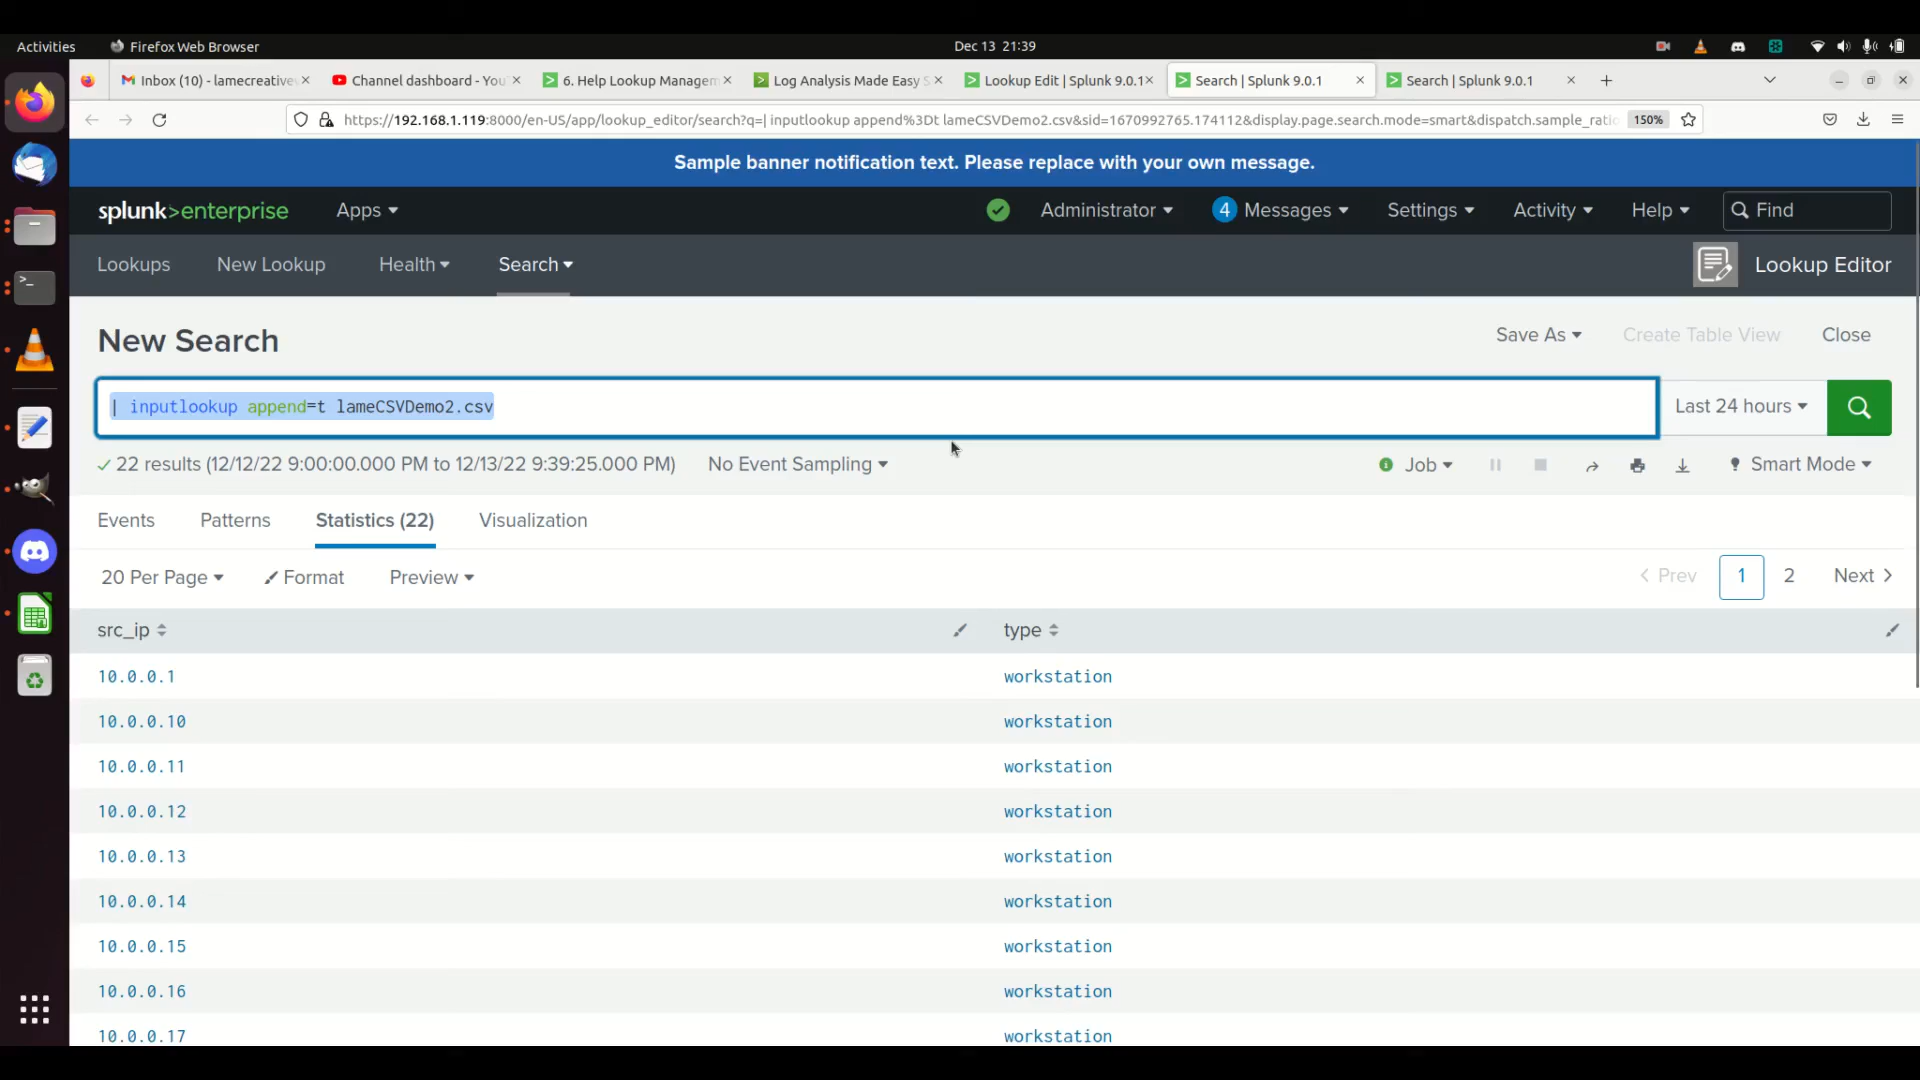 Activities Firefox Web Browser Dec 13 21:39
Inbox (10) - lamecreative Channel dashboard - You 6. Help Lookup Managem Log Analysis Made Easy S Lookup Edit | Splunk 9.0.1 Search | Splunk 9.0.1 Search | Splunk 9.0.1
https://192.168.1.119:8000/en-US/app/lookup_editor/search?q=| inputlookup append%3Dt lameCSVDemo2.csv&sid=1670992765.174112&display.page.search.mode=smart&dispatch.sample_ratio 150%
Sample banner notification text. Please replace with your own message.
splunk>enterprise Apps Administrator 4 Messages Settings Activity Help Find
Lookups New Lookup Health Search Lookup Editor
New Search Save As Create Table View Close
| inputlookup append=t lameCSVDemo2.csv Last 24 hours
22 results (12/12/22 9:00:00.000 PM to 12/13/22 9:39:25.000 PM) No Event Sampling Job Smart Mode
Events Patterns Statistics (22) Visualization
20 Per Page Format Preview < Prev 1 2 Next >
src_ip type
10.0.0.1 workstation
10.0.0.10 workstation
10.0.0.11 workstation
10.0.0.12 workstation
10.0.0.13 workstation
10.0.0.14 workstation
10.0.0.15 workstation
10.0.0.16 workstation
10.0.0.17 workstation